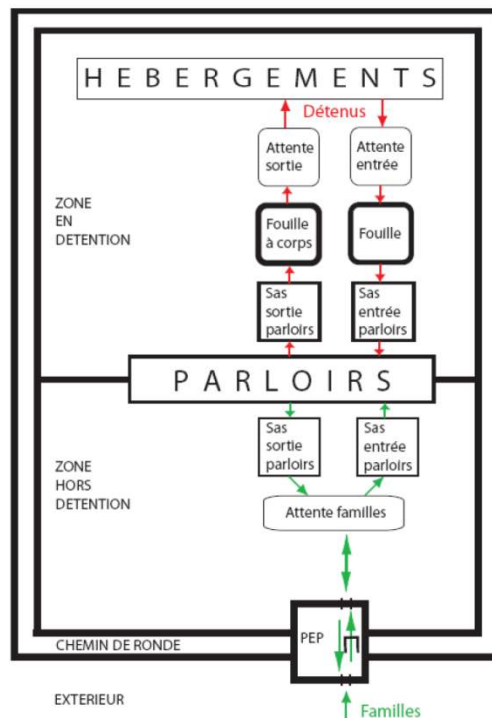 HEBERGEMENTS
Détenus
Attente
sortie
Attente
entrée
ZONE
EN
DETENTION
Fouille
à corps
Fouille
Sas
sortie
parloirs
Sas
entrée
parloirs
PARLOIRS
ZONE
HORS
DETENTION
Sas
sortie
parloirs
Sas
entrée
parloirs
Attente familles
PEP
CHEMIN DE RONDE
EXTERIEUR
Familles